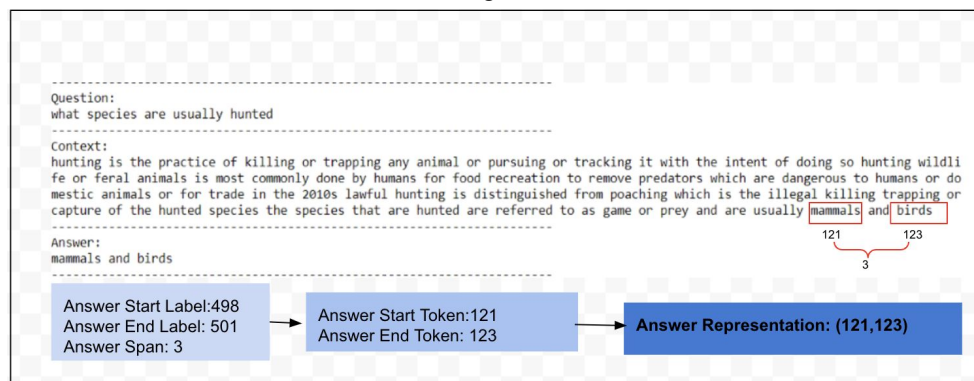 Question:
what species are usually hunted
Context:
hunting is the practice of killing or trapping any animal or pursuing or tracking it with the intent of doing so hunting wildli
fe or feral animals is most commonly done by humans for food recreation to remove predators which are dangerous to humans or do
mestic animals or for trade in the 2010s lawful hunting is distinguished from poaching which is the illegal killing trapping or
capture of the hunted species the species that are hunted are referred to as game or prey and are usually mammals and birds
121 123
3
Answer:
mammals and birds
Answer Start Label:498
Answer End Label: 501
Answer Span: 3
Answer Start Token:121
Answer End Token: 123
Answer Representation: (121,123)